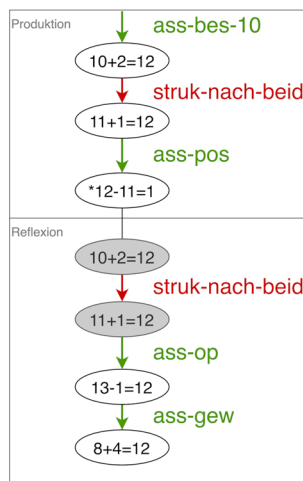 Produktion
ass-bes-10
10+2=12
struk-nach-beid
11+1=12
ass-pos
*12-11=1
Reflexion
10+2=12
struk-nach-beid
11+1=12
ass-op
13-1=12
ass-gew
8+4=12